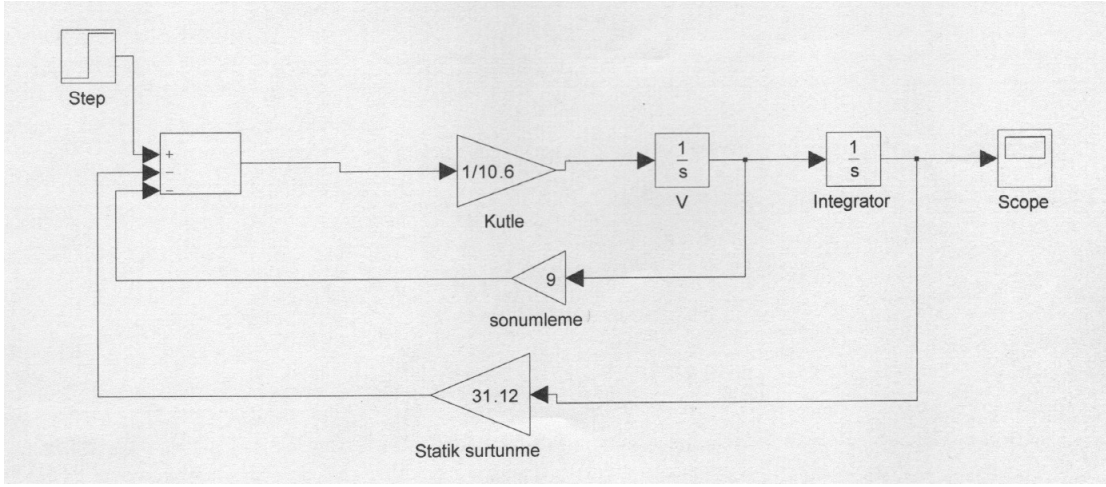 Step
+
−
−
1/10.6
Kutle
1
s
V
1
s
Integrator
Scope
9
sonumleme
31.12
Statik surtunme